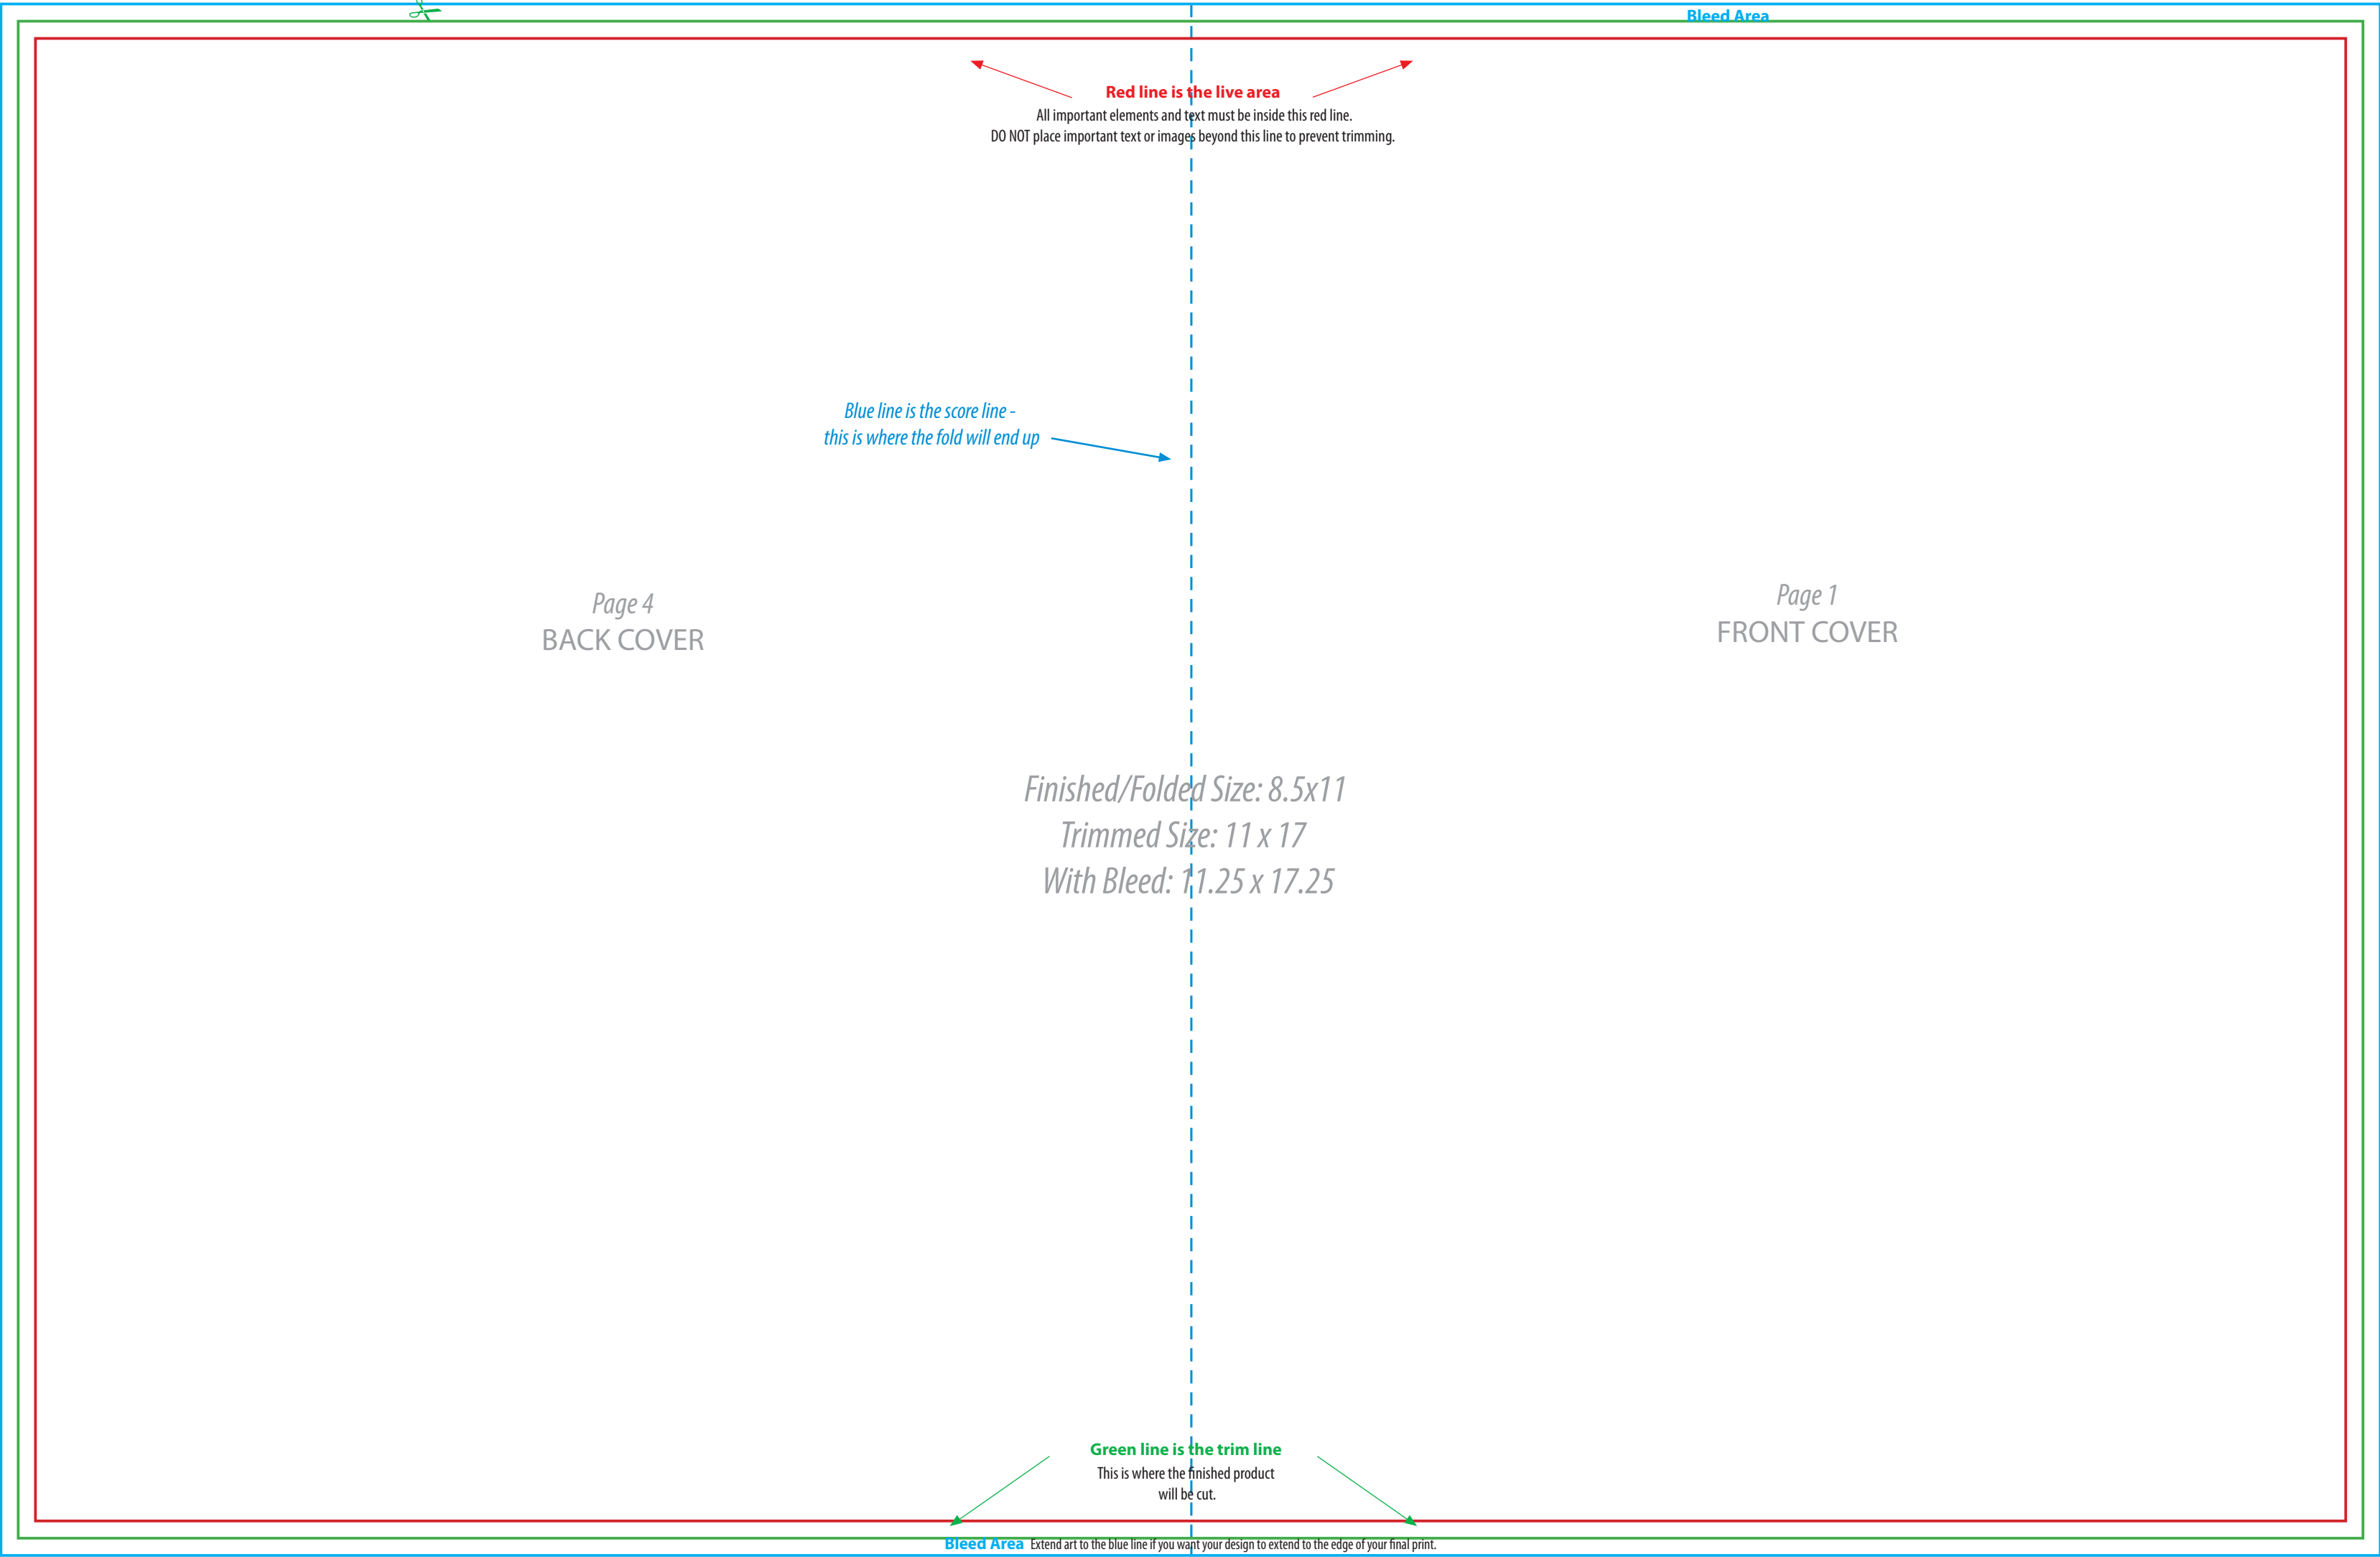 Bleed Area
Red line is the live area
All important elements and text must be inside this red line.
DO NOT place important text or images beyond this line to prevent trimming.
Blue line is the score line -
this is where the fold will end up
Page 4
BACK COVER
Page 1
FRONT COVER
Finished/Folded Size: 8.5x11
Trimmed Size: 11 x 17
With Bleed: 11.25 x 17.25
Green line is the trim line
This is where the finished product
will be cut.
Bleed Area Extend art to the blue line if you want your design to extend to the edge of your final print.